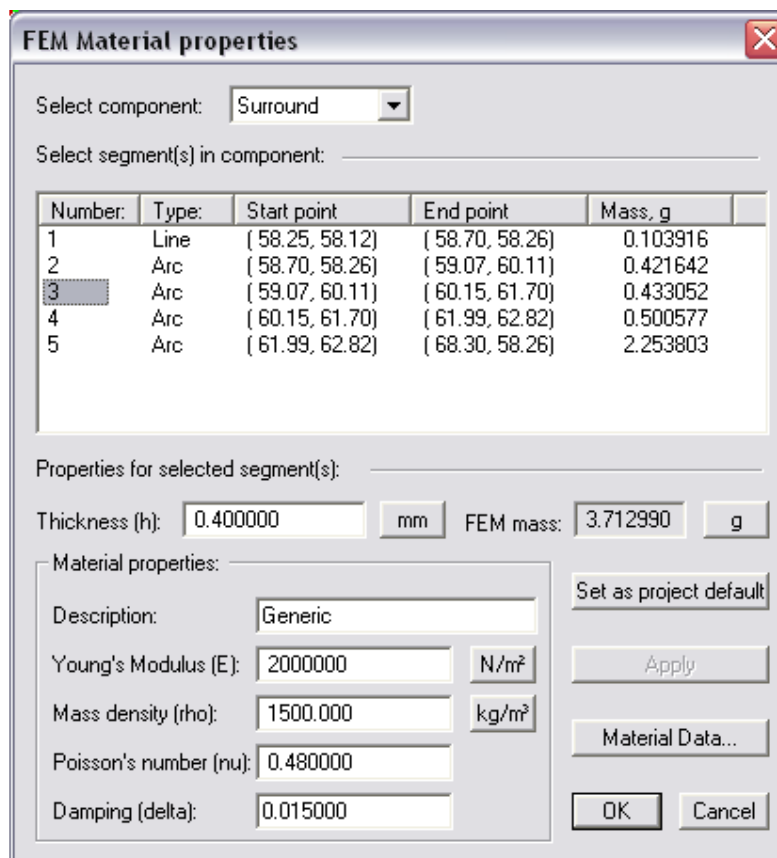 FEM Material properties
Select component: Surround
Select segment(s) in component:
Number: Type: Start point End point Mass, g
1 Line ( 58.25, 58.12) ( 58.70, 58.26) 0.103916
2 Arc ( 58.70, 58.26) ( 59.07, 60.11) 0.421642
3 Arc ( 59.07, 60.11) ( 60.15, 61.70) 0.433052
4 Arc ( 60.15, 61.70) ( 61.99, 62.82) 0.500577
5 Arc ( 61.99, 62.82) ( 68.30, 58.26) 2.253803
Properties for selected segment(s):
Thickness (h): 0.400000 mm FEM mass: 3.712990 g
Material properties:
Set as project default
Description: Generic
Young's Modulus (E): 2000000 N/m² Apply
Mass density (rho): 1500.000 kg/m³
Material Data...
Poisson's number (nu): 0.480000
Damping (delta): 0.015000 OK Cancel